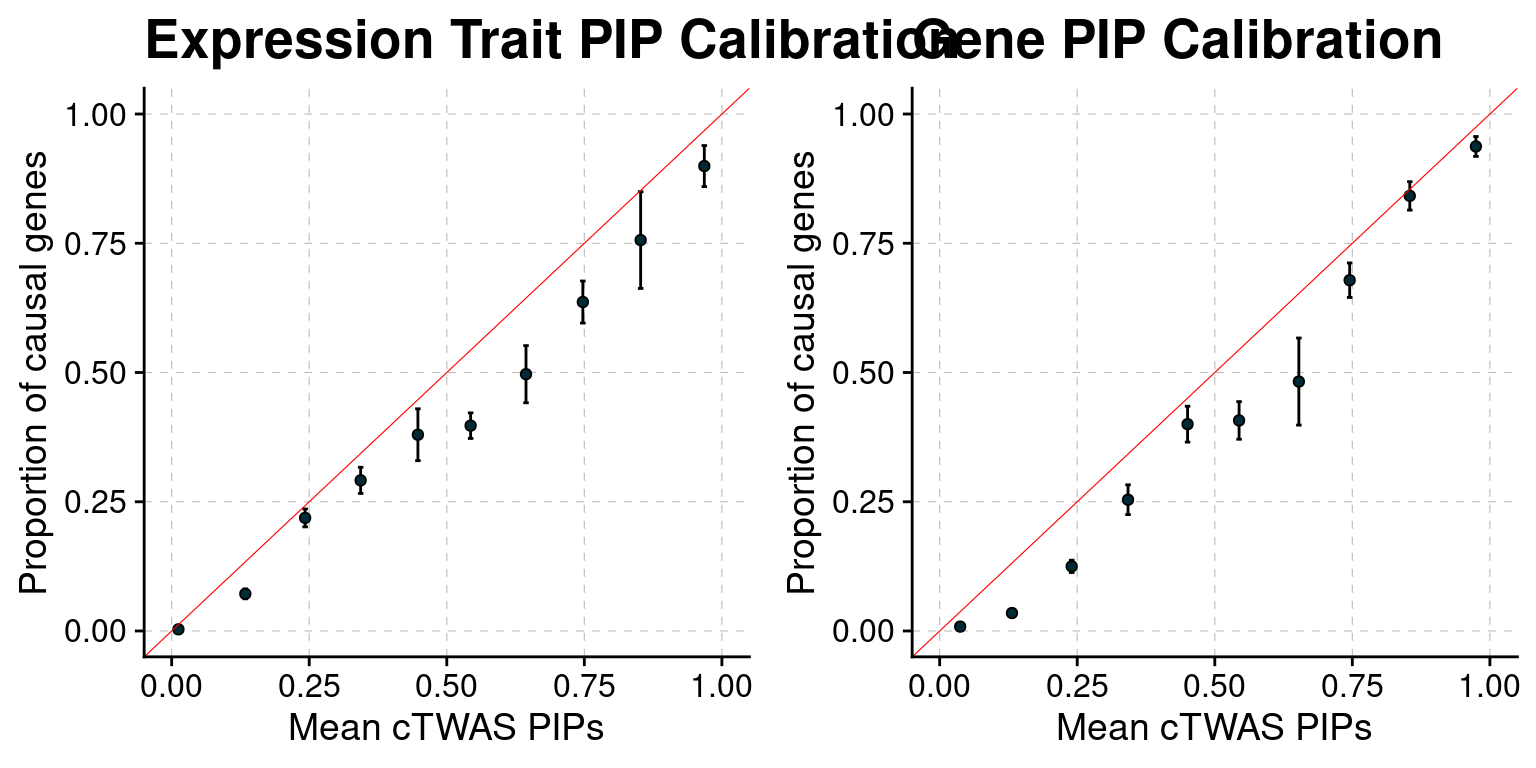 Expression Trait PIP Calibration
Gene PIP Calibration
Proportion of causal genes
1.00
0.75
0.50
0.25
0.00
0.00 0.25 0.50 0.75 1.00
Mean cTWAS PIPs
Proportion of causal genes
1.00
0.75
0.50
0.25
0.00
0.00 0.25 0.50 0.75 1.00
Mean cTWAS PIPs